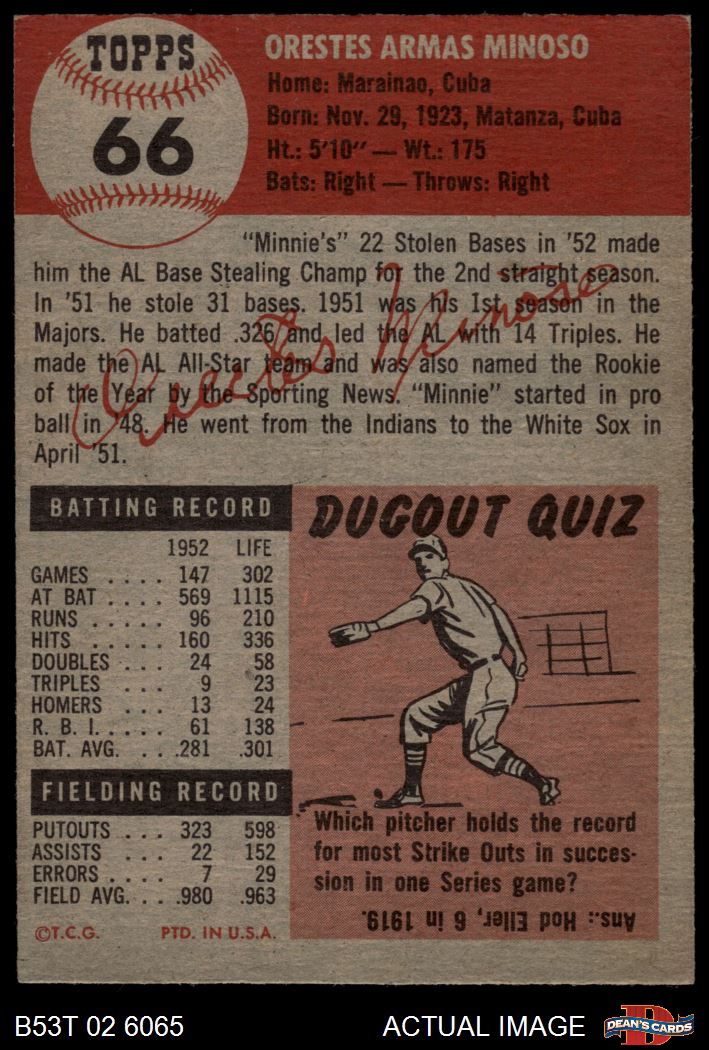 TOPPS
66
ORESTES ARMAS MINOSO
Home: Marainao, Cuba
Born: Nov. 29, 1923, Matanza, Cuba
Ht.: 5'10" — Wt.: 175
Bats: Right — Throws: Right
"Minnie's" 22 Stolen Bases in '52 made
him the AL Base Stealing Champ for the 2nd straight season.
In '51 he stole 31 bases. 1951 was his 1st season in the
Majors. He batted .326 and led the AL with 14 Triples. He
made the AL All-Star team and was also named the Rookie
of the Year by the Sporting News. "Minnie" started in pro
ball in '48. He went from the Indians to the White Sox in
April '51.
Orestes Minoso
BATTING RECORD
1952 LIFE
GAMES .... 147 302
AT BAT .... 569 1115
RUNS ..... 96 210
HITS ..... 160 336
DOUBLES ... 24 58
TRIPLES ... 9 23
HOMERS ... 13 24
R. B. I. .... 61 138
BAT. AVG. .. .281 .301
FIELDING RECORD
PUTOUTS ... 323 598
ASSISTS ... 22 152
ERRORS ... 7 29
FIELD AVG. ... .980 .963
©T.C.G. PTD. IN U.S.A.
DUGOUT QUIZ
Which pitcher holds the record
for most Strike Outs in succes-
sion in one Series game?
Ans.: Hod Eller, 6 in 1919.
B53T 02 6065 ACTUAL IMAGE
D
DEAN'S CARDS